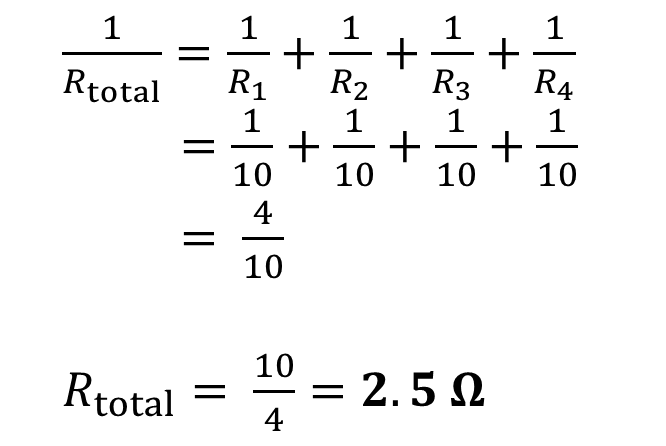 1/R_total = 1/R₁ + 1/R₂ + 1/R₃ + 1/R₄
= 1/10 + 1/10 + 1/10 + 1/10
= 4/10
R_total = 10/4 = 2.5 Ω